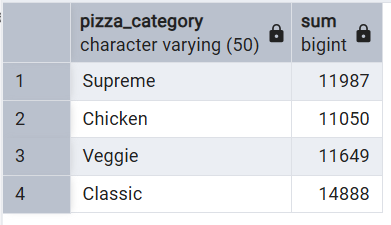 pizza_category sum
character varying (50) bigint
1 Supreme 11987
2 Chicken 11050
3 Veggie 11649
4 Classic 14888